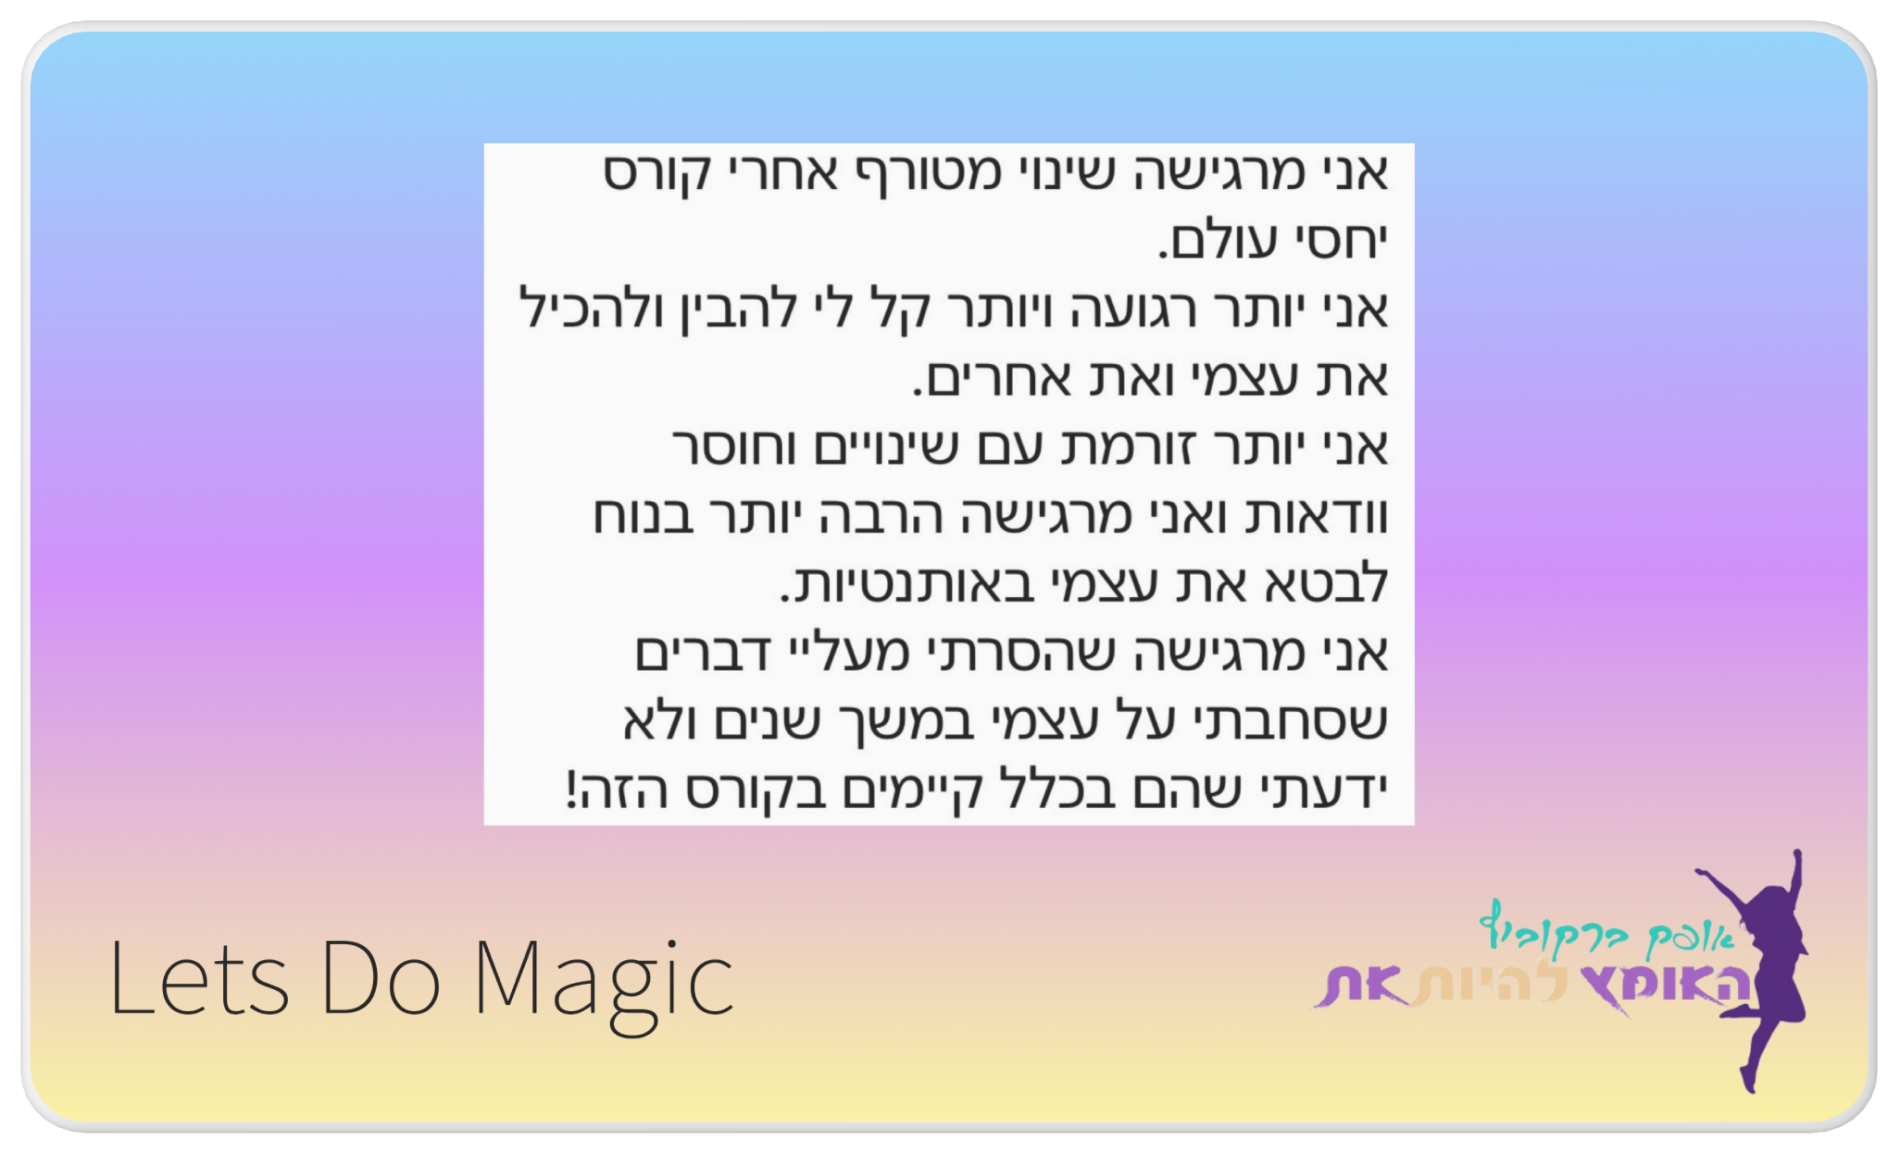 אני מרגישה שינוי מטורף אחרי קורס
יחסי עולם.
אני יותר רגועה ויותר קל לי להבין ולהכיל
את עצמי ואת אחרים.
אני יותר זורמת עם שינויים וחוסר
וודאות ואני מרגישה הרבה יותר בנוח
לבטא את עצמי באותנטיות.
אני מרגישה שהסרתי מעליי דברים
שסחבתי על עצמי במשך שנים ולא
ידעתי שהם בכלל קיימים בקורס הזה!
אופק ברקוביץ
האומץ להיות את
Lets Do Magic